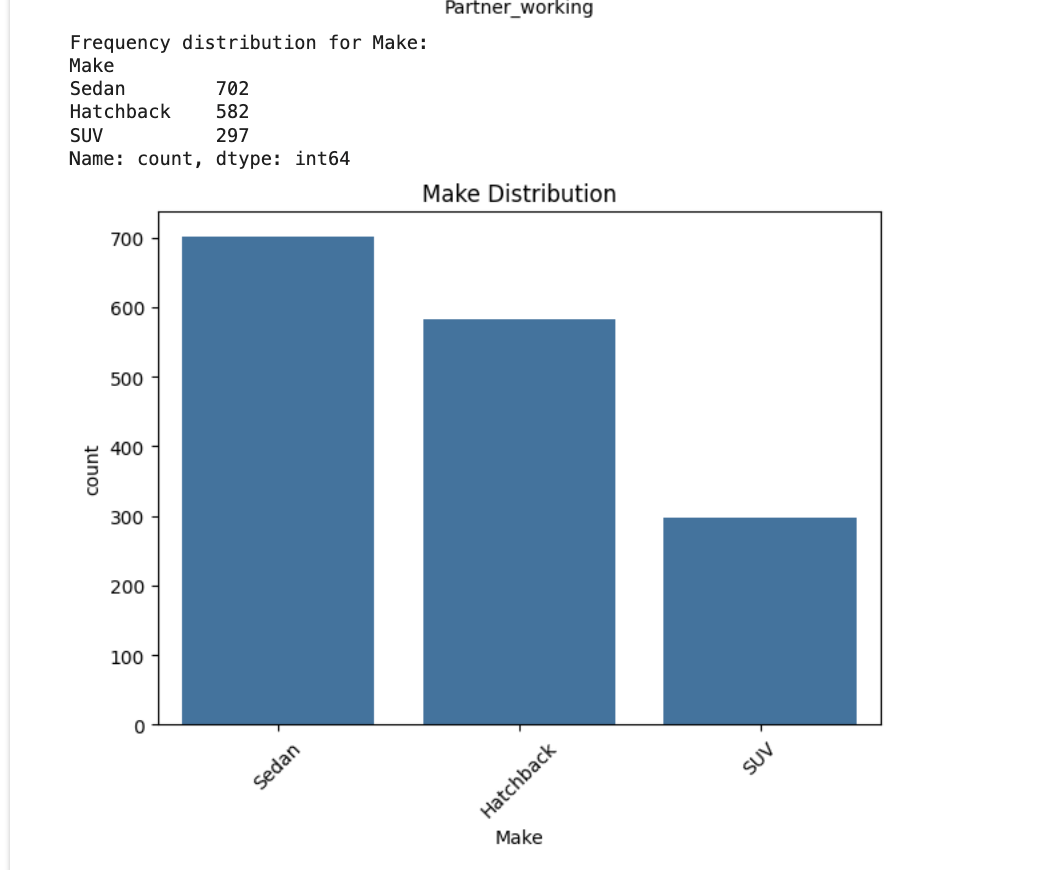 Partner_working
Frequency distribution for Make:
Make
Sedan 702
Hatchback 582
SUV 297
Name: count, dtype: int64
Make Distribution
700
600
500
400
300
200
100
0
count
Sedan
Hatchback
SUV
Make